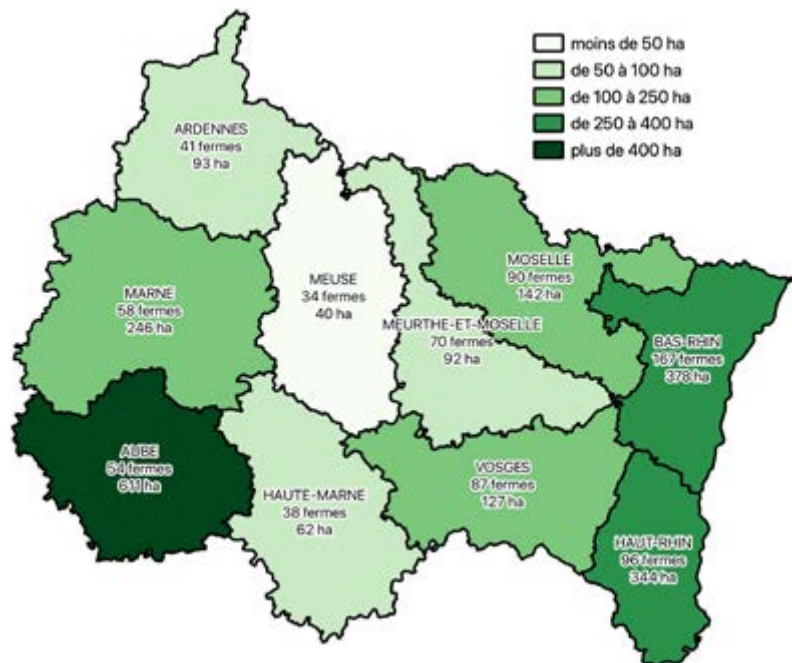 moins de 50 ha
de 50 à 100 ha
de 100 à 250 ha
de 250 à 400 ha
plus de 400 ha
ARDENNES
41 fermes
93 ha
MARNE
58 fermes
246 ha
MEUSE
34 fermes
40 ha
MOSELLE
90 fermes
142 ha
MEURTHE-ET-MOSELLE
70 fermes
92 ha
BAS-RHIN
167 fermes
378 ha
AUBE
54 fermes
611 ha
HAUTE-MARNE
38 fermes
62 ha
VOSGES
87 fermes
127 ha
HAUT-RHIN
96 fermes
344 ha